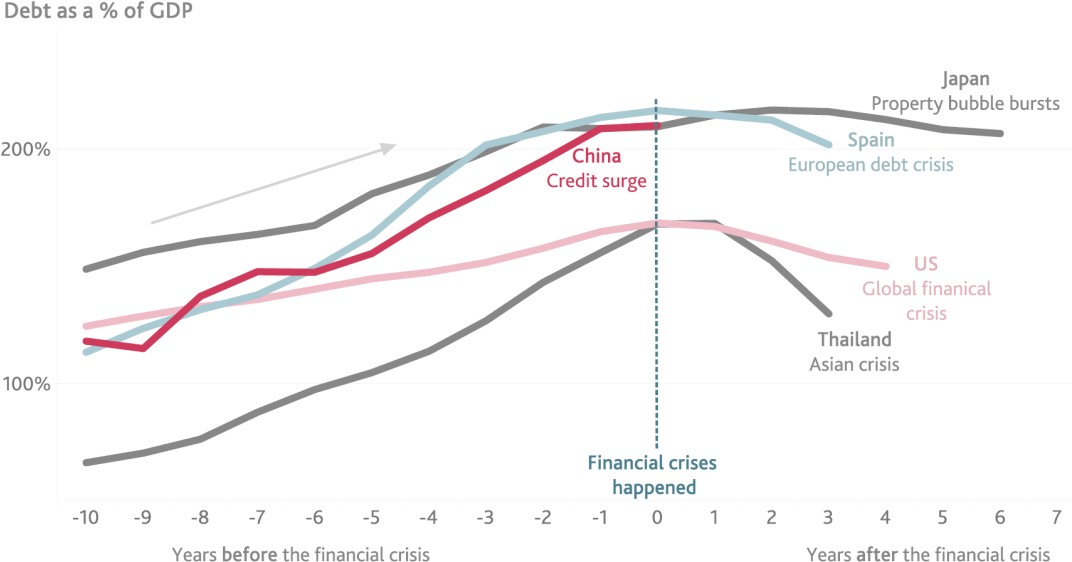 Debt as a % of GDP
Japan
Property bubble bursts
200%
Spain
European debt crisis
China
Credit surge
US
Global finanical
crisis
Thailand
Asian crisis
100%
Financial crises
happened
-10 -9 -8 -7 -6 -5 -4 -3 -2 -1 0 1 2 3 4 5 6 7
Years before the financial crisis
Years after the financial crisis